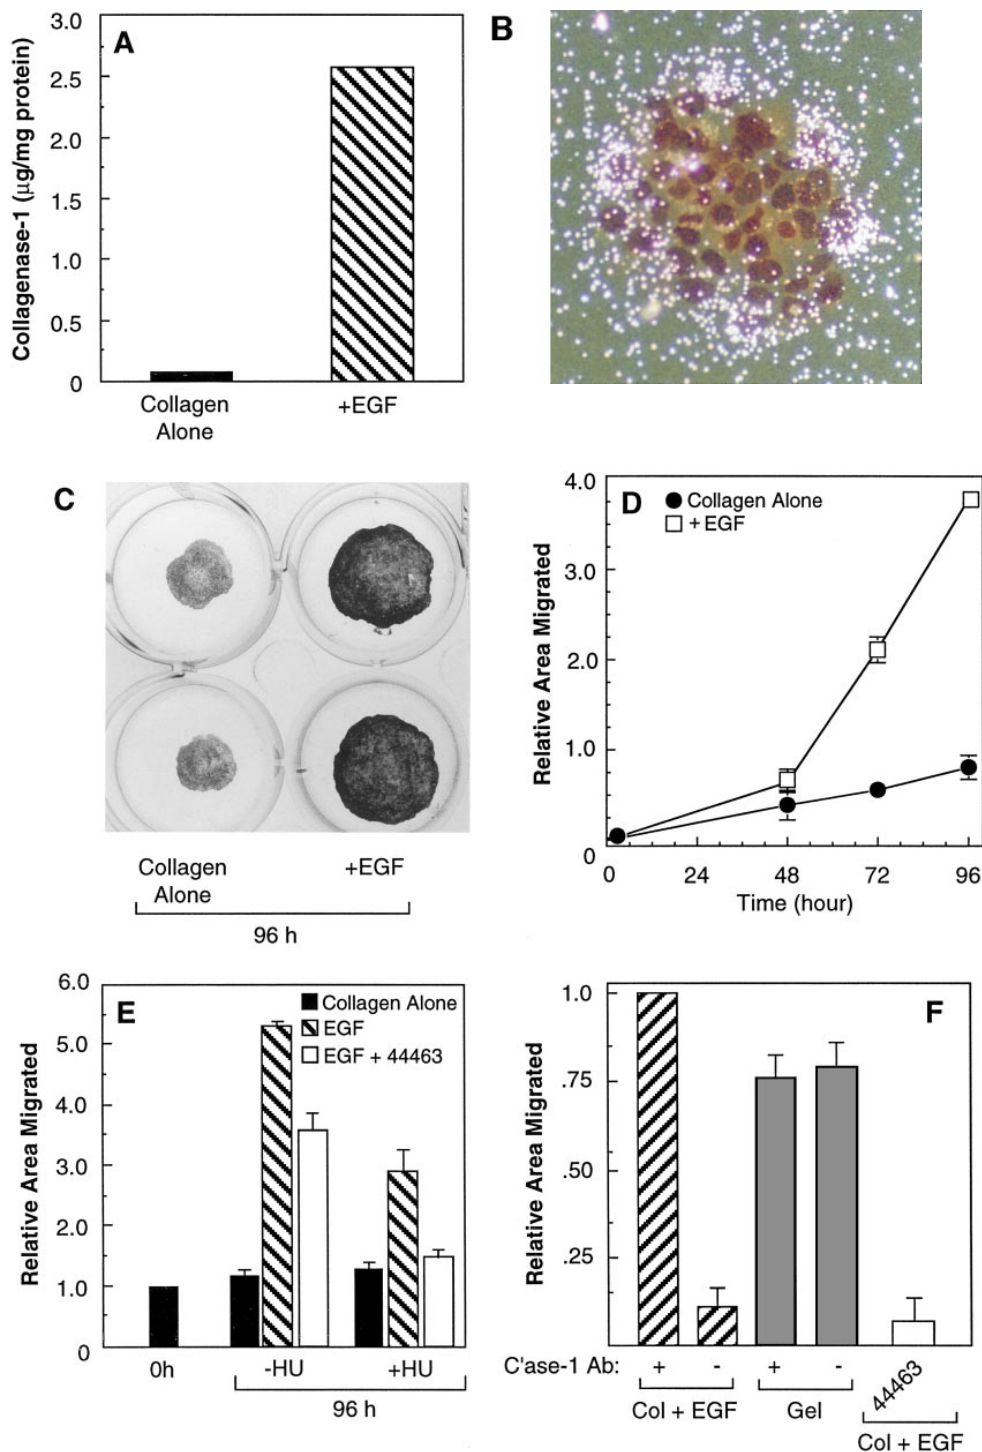 A
3.0
2.5
2.0
1.5
1.0
0.5
0
Collagenase-1 (µg/mg protein)
Collagen
Alone
+EGF
B
C
Collagen
Alone
+EGF
96 h
D
Collagen Alone
+ EGF
4.0
3.0
2.0
1.0
0
Relative Area Migrated
0 24 48 72 96
Time (hour)
E
Collagen Alone
EGF
EGF + 44463
6.0
5.0
4.0
3.0
2.0
1.0
0
Relative Area Migrated
0h -HU +HU
96 h
F
1.0
.75
.50
.25
Relative Area Migrated
C'ase-1 Ab: + - + -
44463
Col + EGF Gel
Col + EGF